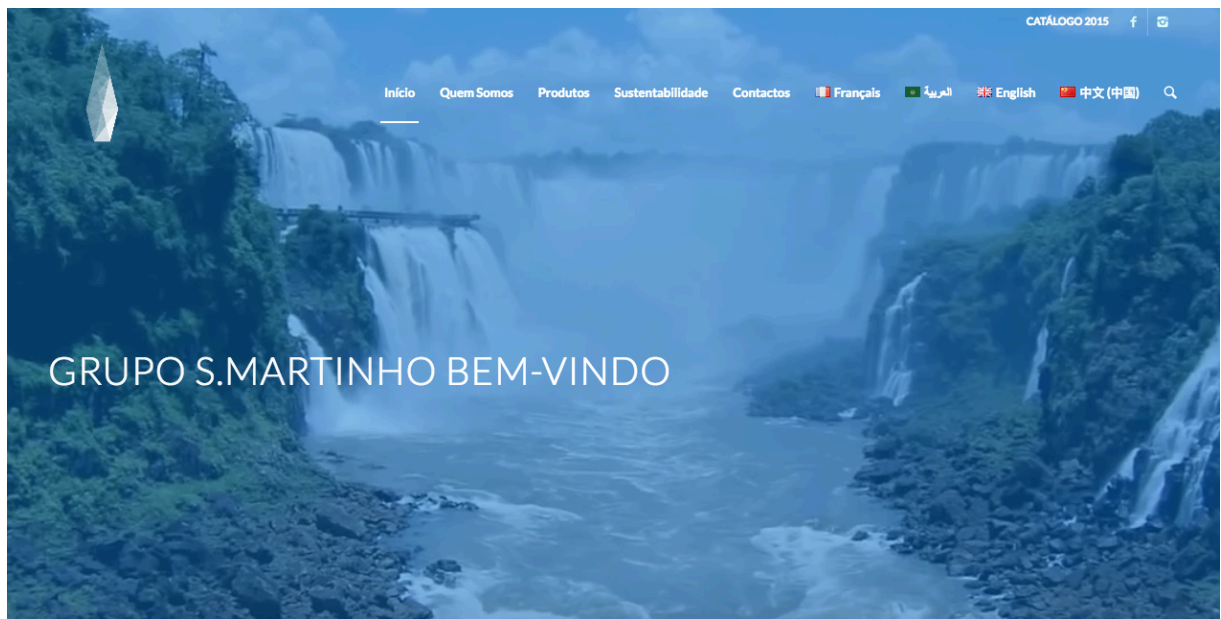 CATÁLOGO 2015
Início Quem Somos Produtos Sustentabilidade Contactos Français العربية English 中文 (中国)
GRUPO S.MARTINHO BEM-VINDO